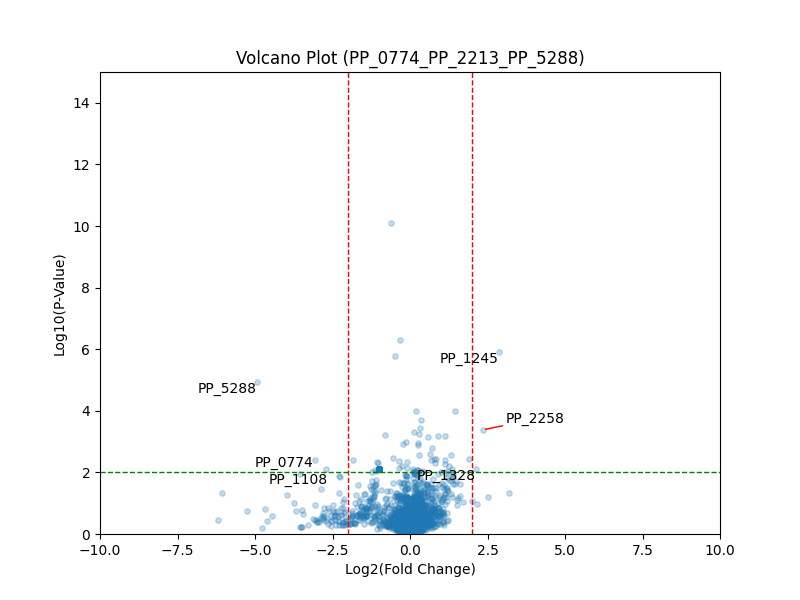 Volcano Plot (PP_0774_PP_2213_PP_5288)
14
12
10
8
6
4
2
0
Log10(P-Value)
PP_1245
PP_5288
PP_2258
PP_0774
PP_1108
PP_1328
−10.0
−7.5
−5.0
−2.5
0.0
2.5
5.0
7.5
10.0
Log2(Fold Change)